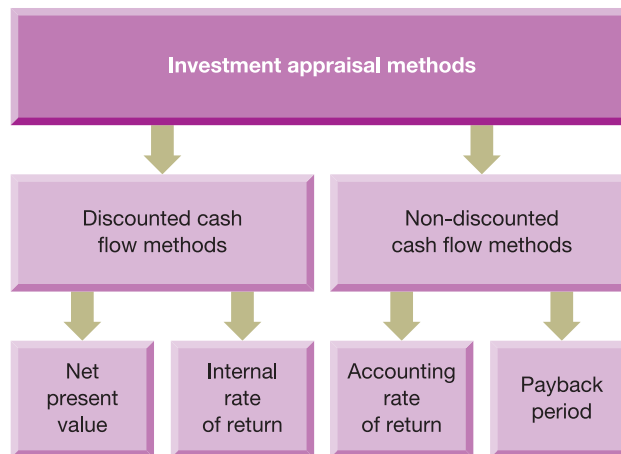 Investment appraisal methods
Discounted cash
flow methods
Non-discounted
cash flow methods
Net
present
value
Internal
rate
of return
Accounting
rate
of return
Payback
period